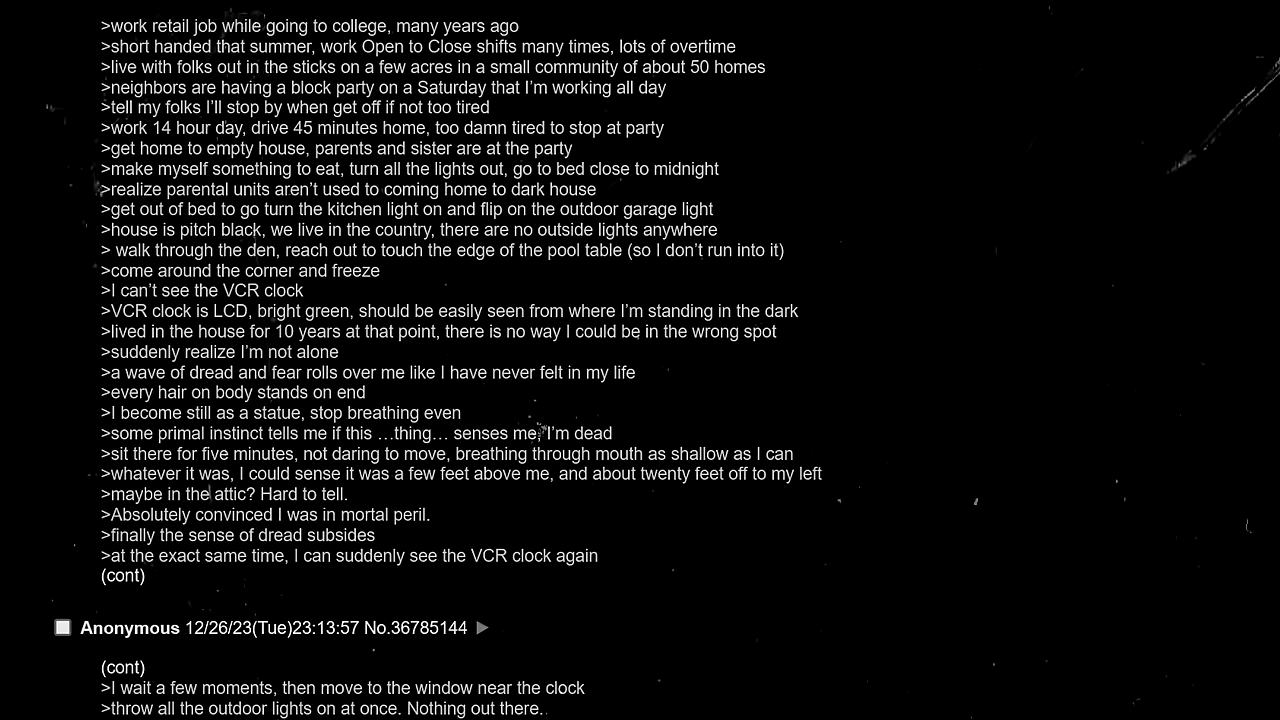 >work retail job while going to college, many years ago
>short handed that summer, work Open to Close shifts many times, lots of overtime
>live with folks out in the sticks on a few acres in a small community of about 50 homes
>neighbors are having a block party on a Saturday that I'm working all day
>tell my folks I'll stop by when get off if not too tired
>work 14 hour day, drive 45 minutes home, too damn tired to stop at party
>get home to empty house, parents and sister are at the party
>make myself something to eat, turn all the lights out, go to bed close to midnight
>realize parental units aren't used to coming home to dark house
>get out of bed to go turn the kitchen light on and flip on the outdoor garage light
>house is pitch black, we live in the country, there are no outside lights anywhere
> walk through the den, reach out to touch the edge of the pool table (so I don't run into it)
>come around the corner and freeze
>I can't see the VCR clock
>VCR clock is LCD, bright green, should be easily seen from where I'm standing in the dark
>lived in the house for 10 years at that point, there is no way I could be in the wrong spot
>suddenly realize I'm not alone
>a wave of dread and fear rolls over me like I have never felt in my life
>every hair on body stands on end
>I become still as a statue, stop breathing even
>some primal instinct tells me if this …thing… senses me, I'm dead
>sit there for five minutes, not daring to move, breathing through mouth as shallow as I can
>whatever it was, I could sense it was a few feet above me, and about twenty feet off to my left
>maybe in the attic? Hard to tell.
>Absolutely convinced I was in mortal peril.
>finally the sense of dread subsides
>at the exact same time, I can suddenly see the VCR clock again
(cont)
Anonymous 12/26/23(Tue)23:13:57 No.36785144 ▶
(cont)
>I wait a few moments, then move to the window near the clock
>throw all the outdoor lights on at once. Nothing out there.